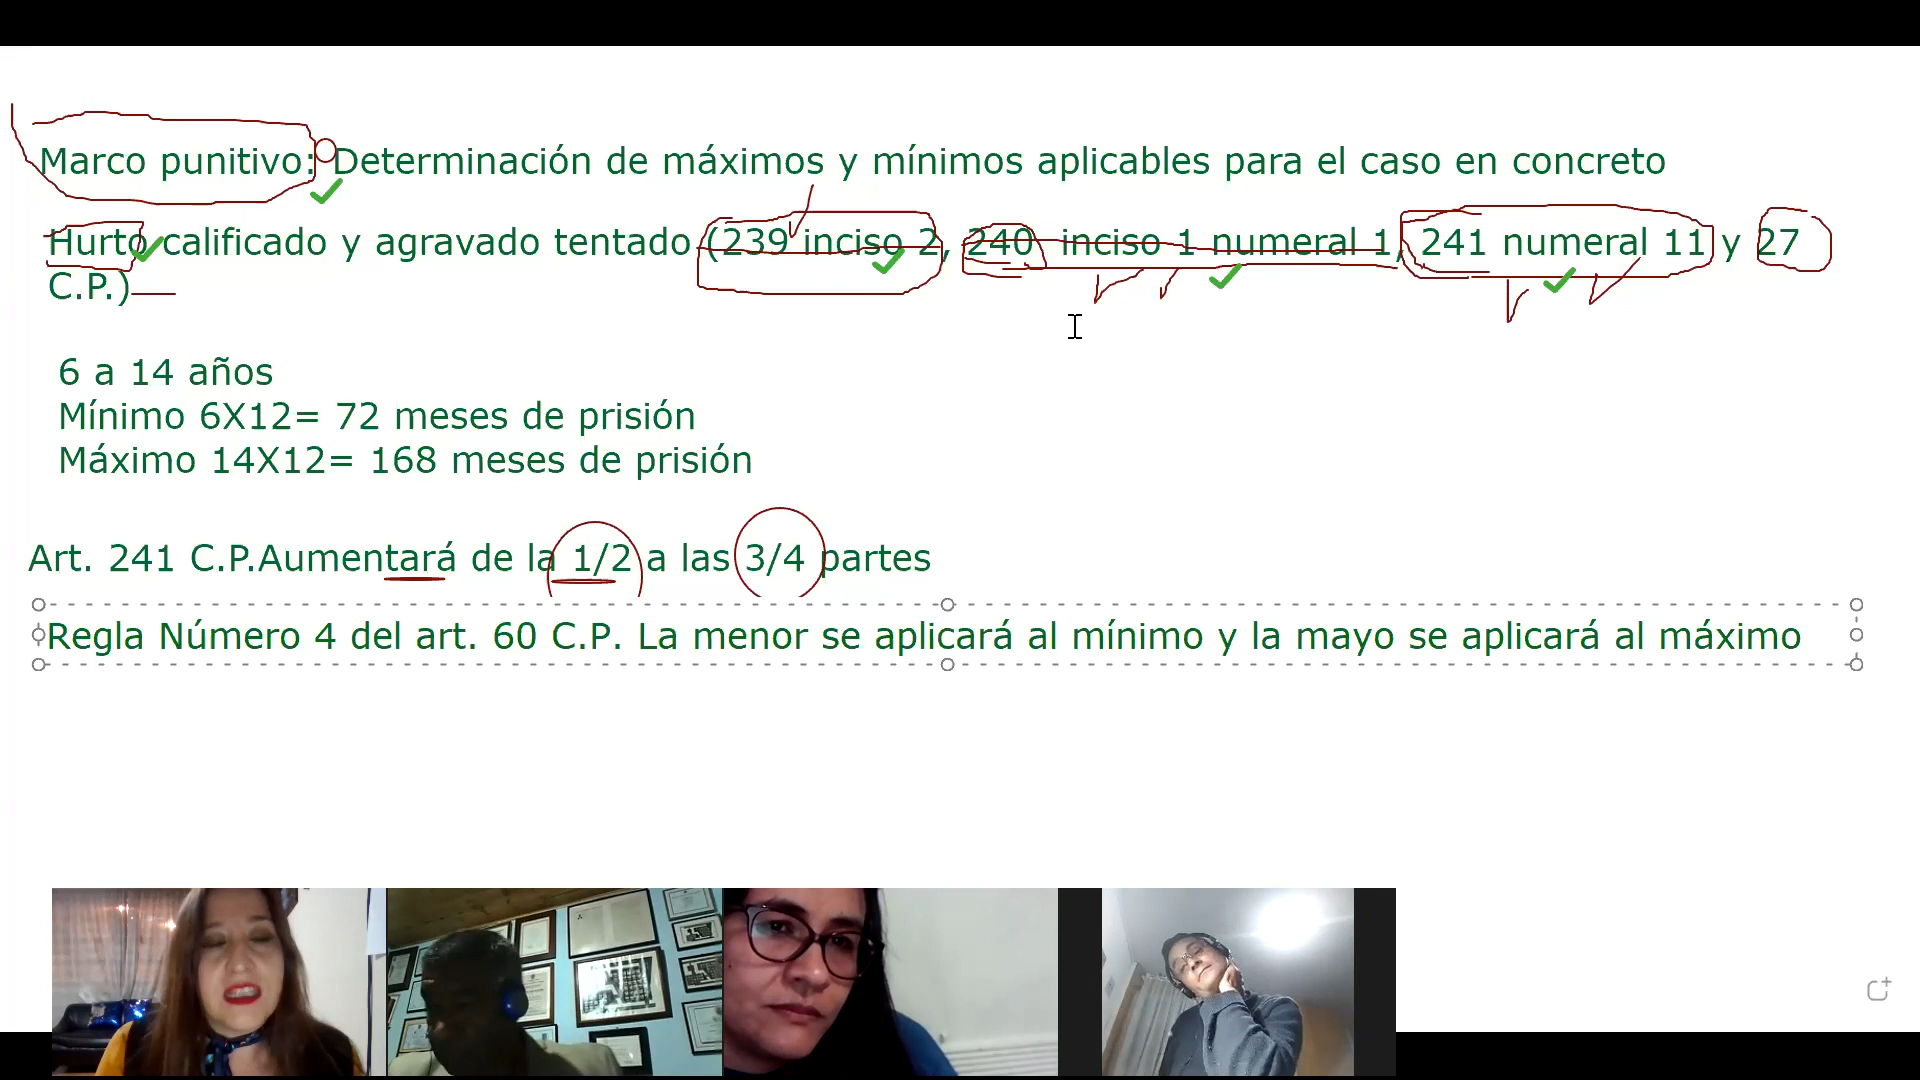 Marco punitivo: Determinación de máximos y mínimos aplicables para el caso en concreto
Hurto calificado y agravado tentado (239 inciso 2, 240 inciso 1 numeral 1, 241 numeral 11 y 27
C.P.)
6 a 14 años
Mínimo 6X12= 72 meses de prisión
Máximo 14X12= 168 meses de prisión
Art. 241 C.P.Aumentará de la 1/2 a las 3/4 partes
Regla Número 4 del art. 60 C.P. La menor se aplicará al mínimo y la mayo se aplicará al máximo